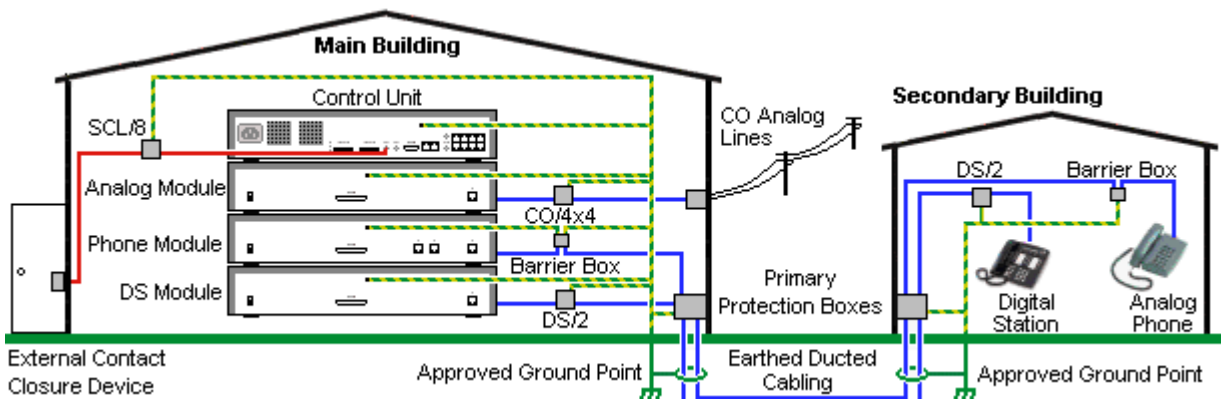 Main Building
Control Unit
SCL/8
CO Analog
Lines
Secondary Building
Analog Module
CO/4x4
DS/2
Barrier Box
Phone Module
Barrier Box
DS Module
DS/2
Primary
Protection Boxes
Digital
Station
Analog
Phone
External Contact
Closure Device
Approved Ground Point
Earthed Ducted
Cabling
Approved Ground Point